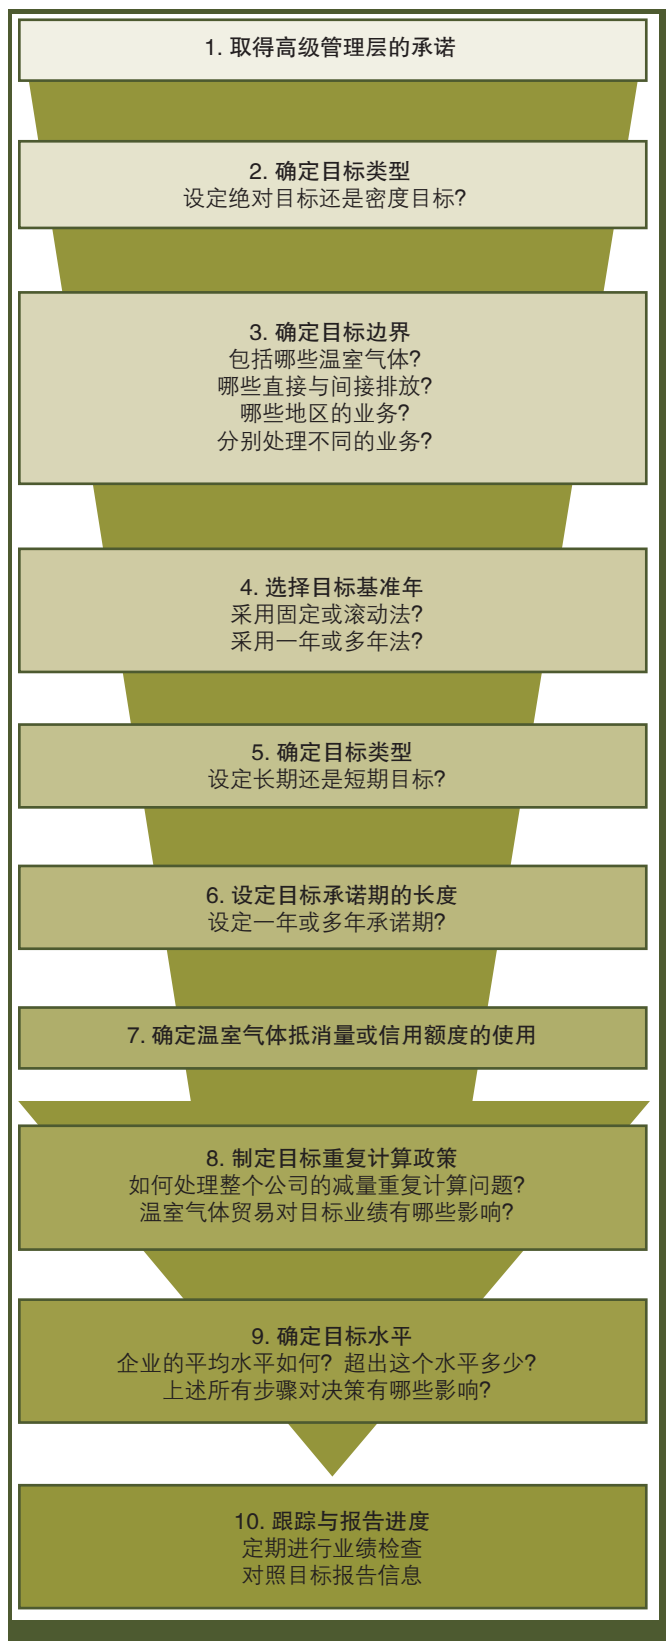 1. 取得高级管理层的承诺
2. 确定目标类型
设定绝对目标还是密度目标?
3. 确定目标边界
包括哪些温室气体?
哪些直接与间接排放?
哪些地区的业务?
分别处理不同的业务?
4. 选择目标基准年
采用固定或滚动法?
采用一年或多年法?
5. 确定目标类型
设定长期还是短期目标?
6. 设定目标承诺期的长度
设定一年或多年承诺期?
7. 确定温室气体抵消量或信用额度的使用
8. 制定目标重复计算政策
如何处理整个公司的减量重复计算问题?
温室气体贸易对目标业绩有哪些影响?
9. 确定目标水平
企业的平均水平如何? 超出这个水平多少?
上述所有步骤对决策有哪些影响?
10. 跟踪与报告进度
定期进行业绩检查
对照目标报告信息